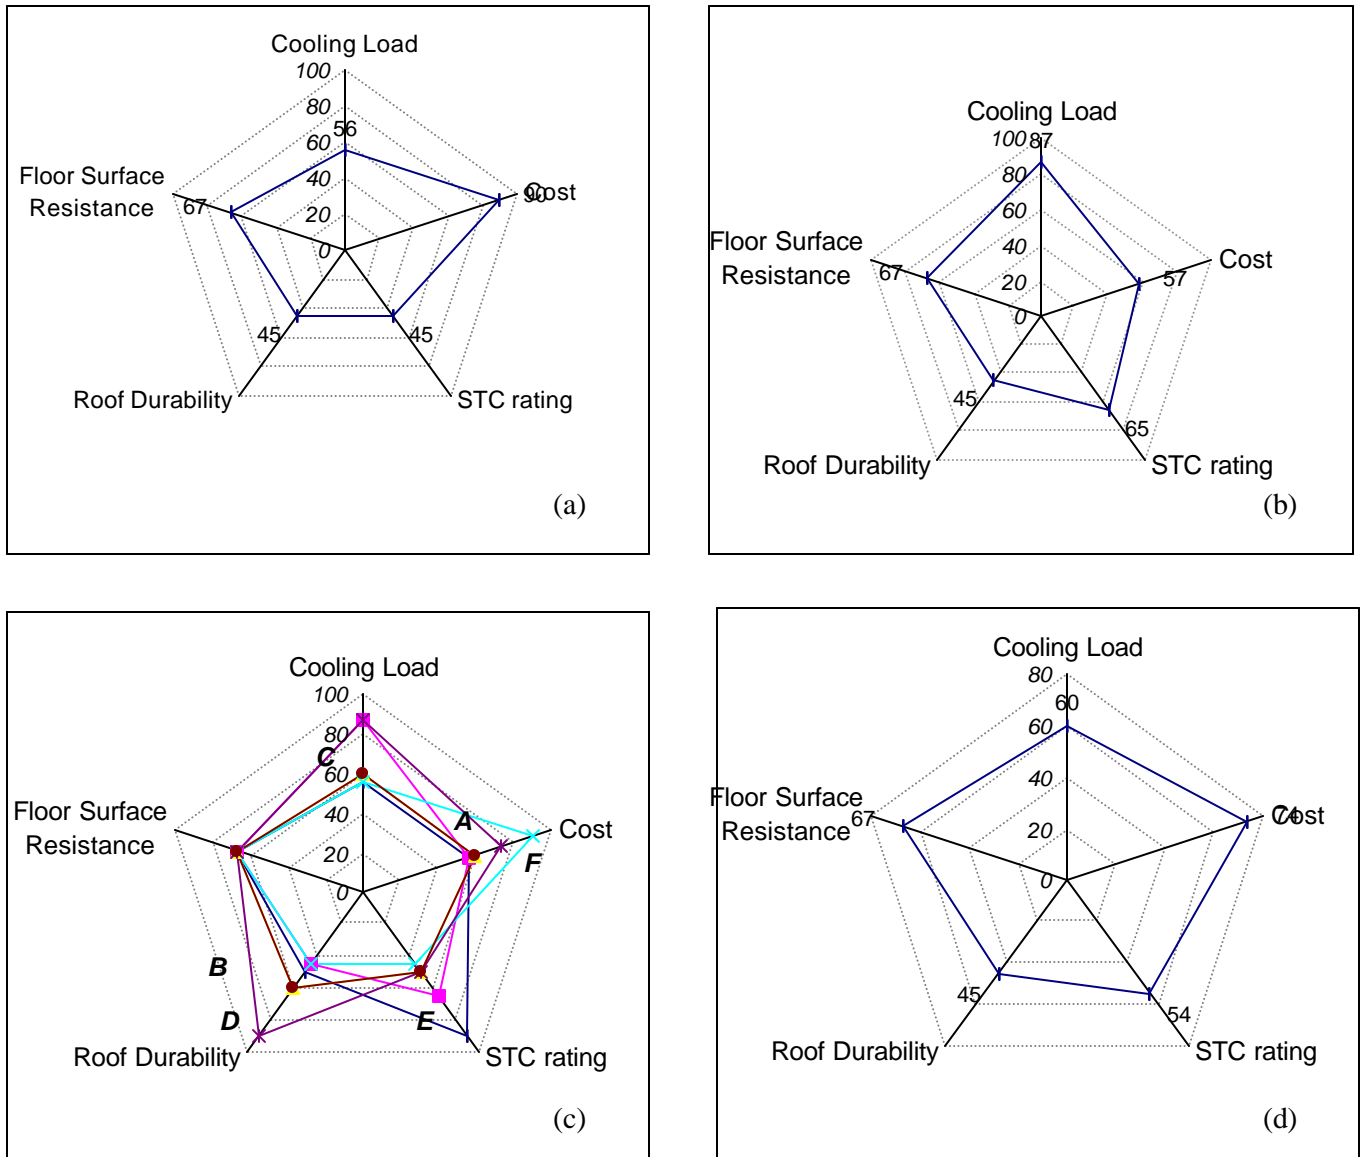 Cooling Load
100
80
56
60
40
20
0
Floor Surface
Resistance
67
90
Cost
45
45
Roof Durability
STC rating
(a)
Cooling Load
100
87
80
60
40
20
0
Floor Surface
Resistance
67
57
Cost
45
65
Roof Durability
STC rating
(b)
Cooling Load
100
80
C
60
40
20
0
Floor Surface
Resistance
A
Cost
F
B
D
E
Roof Durability
STC rating
(c)
Cooling Load
80
60
60
40
20
0
Floor Surface
Resistance
67
74
Cost
45
54
Roof Durability
STC rating
(d)